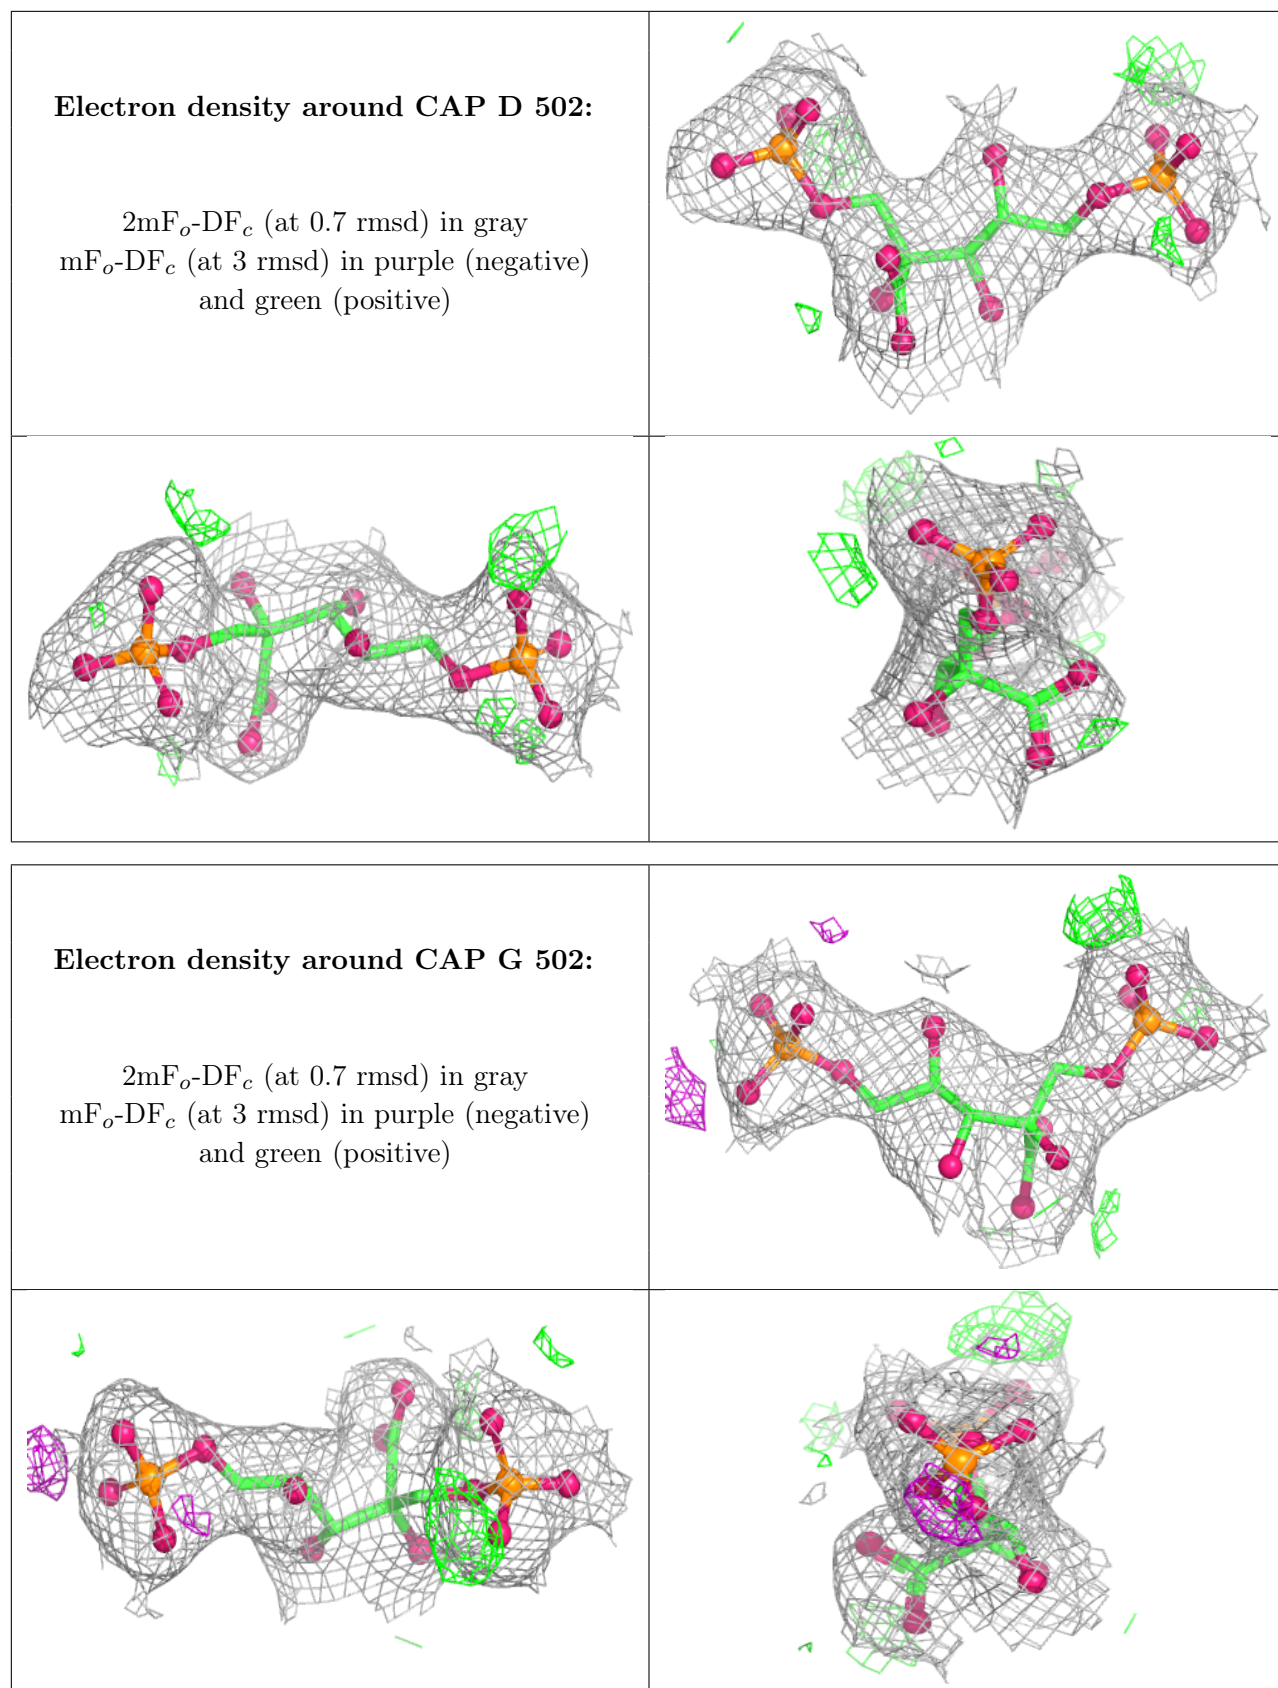 Electron density around CAP D 502:
2mFₒ-DF𝒸 (at 0.7 rmsd) in gray
mFₒ-DF𝒸 (at 3 rmsd) in purple (negative)
and green (positive)
Electron density around CAP G 502:
2mFₒ-DF𝒸 (at 0.7 rmsd) in gray
mFₒ-DF𝒸 (at 3 rmsd) in purple (negative)
and green (positive)